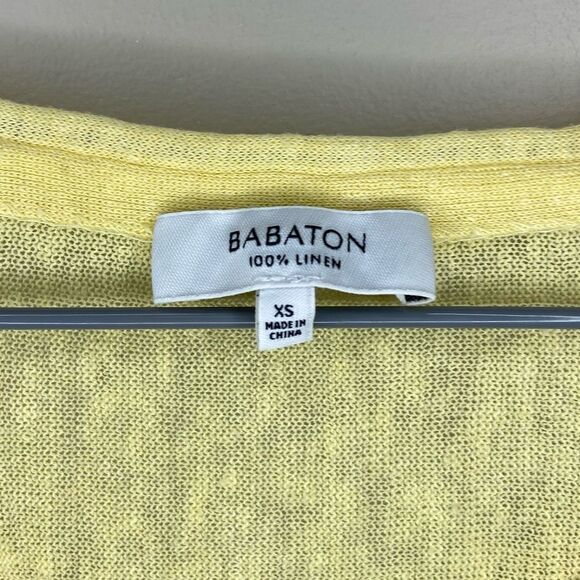 BABATON
100% LINEN
XS
MADE IN
CHINA